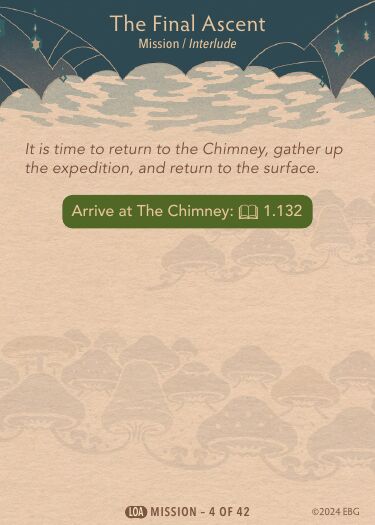 The Final Ascent
Mission / Interlude
It is time to return to the Chimney, gather up
the expedition, and return to the surface.
Arrive at The Chimney: 1.132
LOA MISSION – 4 OF 42
©2024 EBG